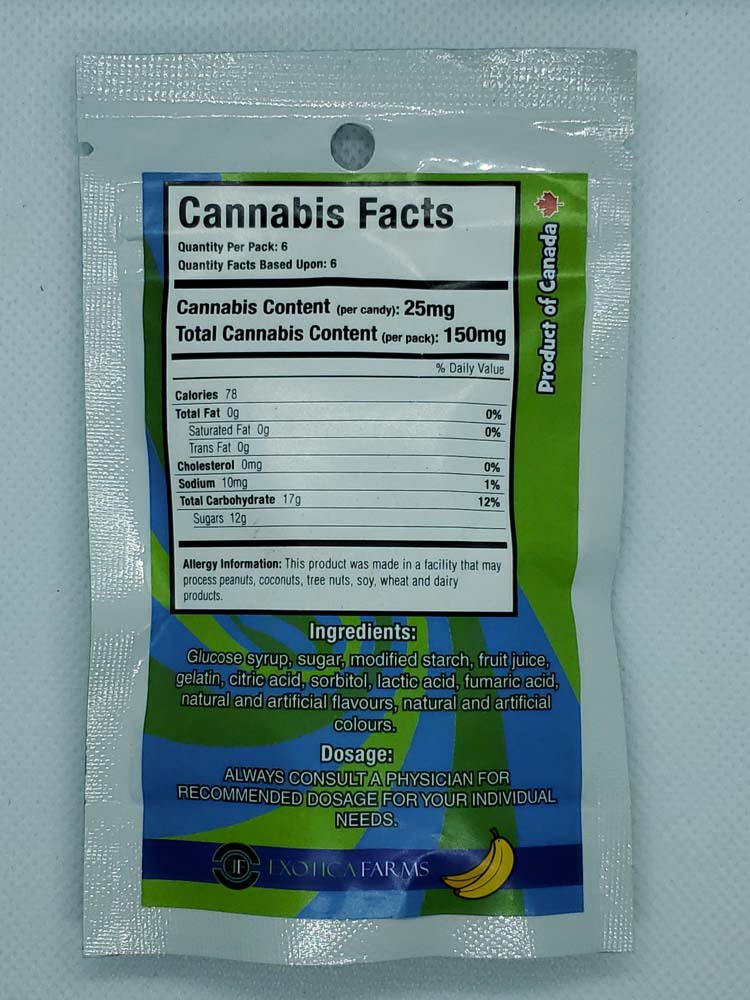 Cannabis Facts
Quantity Per Pack: 6
Quantity Facts Based Upon: 6
Cannabis Content (per candy): 25mg
Total Cannabis Content (per pack): 150mg
% Daily Value
Calories 78
Total Fat 0g 0%
Saturated Fat 0g 0%
Trans Fat 0g
Cholesterol 0mg 0%
Sodium 10mg 1%
Total Carbohydrate 17g 12%
Sugars 12g
Allergy Information: This product was made in a facility that may
process peanuts, coconuts, tree nuts, soy, wheat and dairy
products.
Product of Canada
Ingredients:
Glucose syrup, sugar, modified starch, fruit juice,
gelatin, citric acid, sorbitol, lactic acid, fumaric acid,
natural and artificial flavours, natural and artificial
colours.
Dosage:
ALWAYS CONSULT A PHYSICIAN FOR
RECOMMENDED DOSAGE FOR YOUR INDIVIDUAL
NEEDS.
EXOTICA FARMS